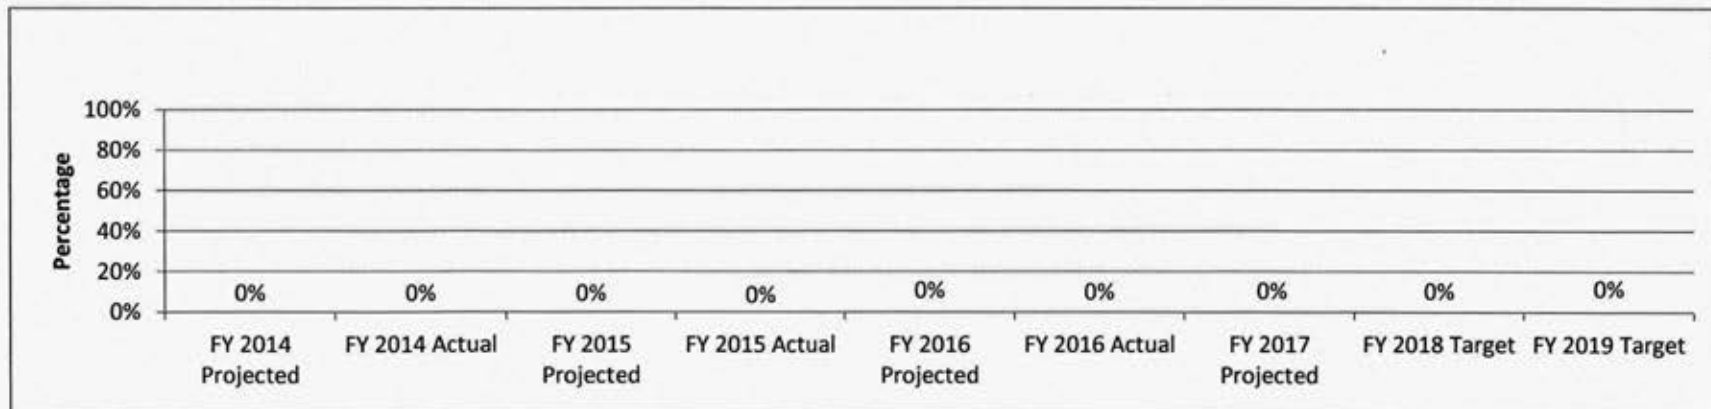 Percentage
100%
80%
60%
40%
20%
0%
0% 0% 0% 0% 0% 0% 0% 0% 0%
FY 2014 Projected
FY 2014 Actual
FY 2015 Projected
FY 2015 Actual
FY 2016 Projected
FY 2016 Actual
FY 2017 Projected
FY 2018 Target
FY 2019 Target